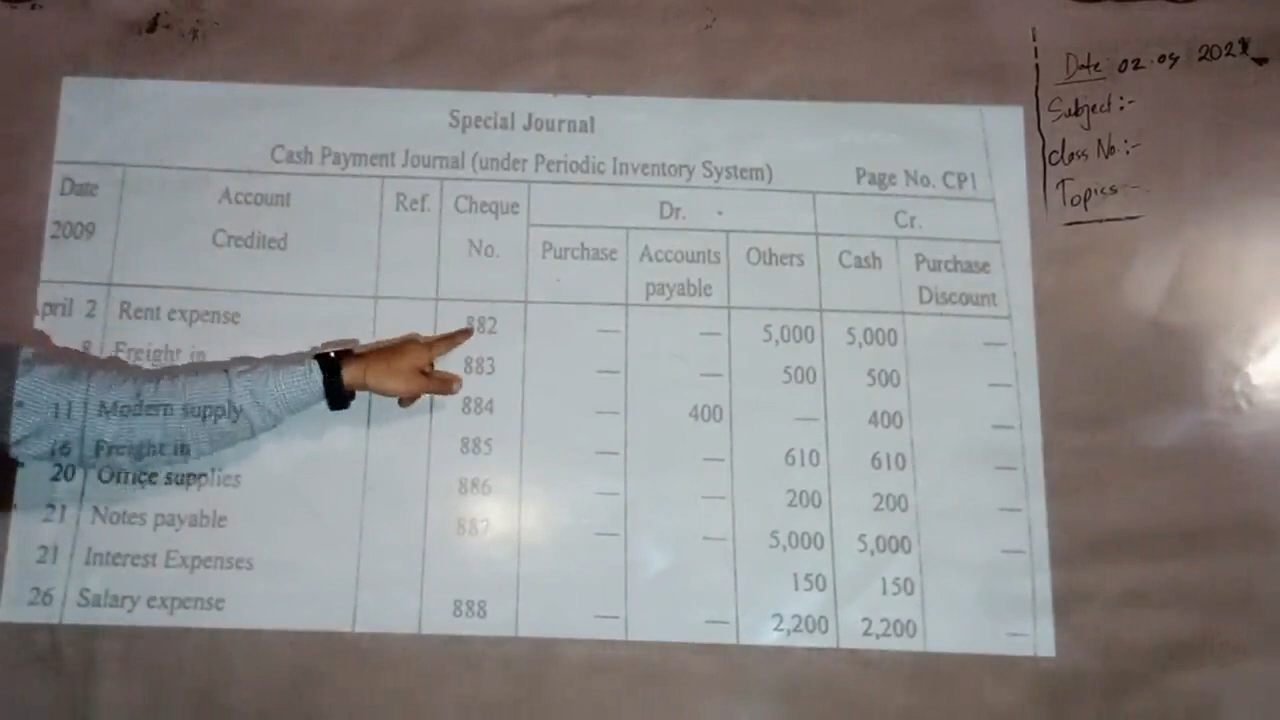 Special Journal
Cash Payment Journal (under Periodic Inventory System) Page No. CP1
Date 2009 Account Credited Ref. Cheque No. Dr. Cr.
Purchase Accounts payable Others Cash Purchase Discount
pril 2 Rent expense 882 — — 5,000 5,000 —
8 Freight in 883 — — 500 500 —
11 Modern supply 884 — 400 — 400 —
16 Freight in 885 — — 610 610 —
20 Office supplies 886 — — 200 200 —
21 Notes payable 887 — — 5,000 5,000 —
21 Interest Expenses 150 150
26 Salary expense 888 — — 2,200 2,200 —
Date 02.09
Subject:-
class No.:-
Topics:-